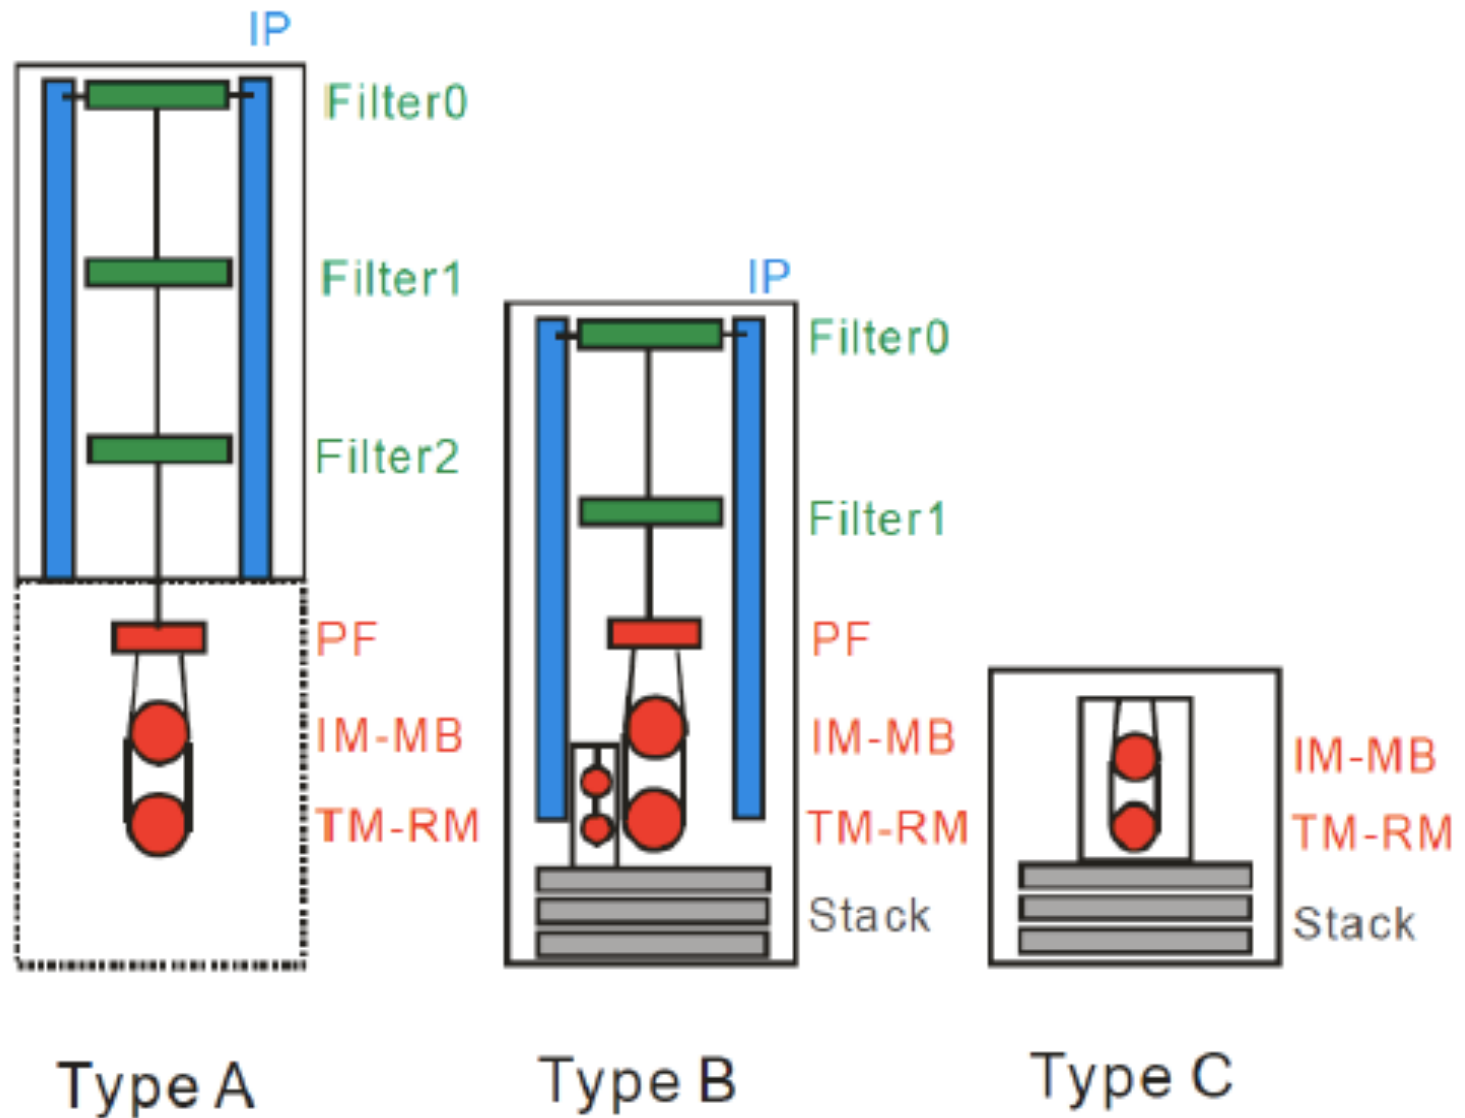 IP
Filter0
Filter1
Filter2
PF
IM-MB
TM-RM
Type A
IP
Filter0
Filter1
PF
IM-MB
TM-RM
Stack
Type B
IM-MB
TM-RM
Stack
Type C